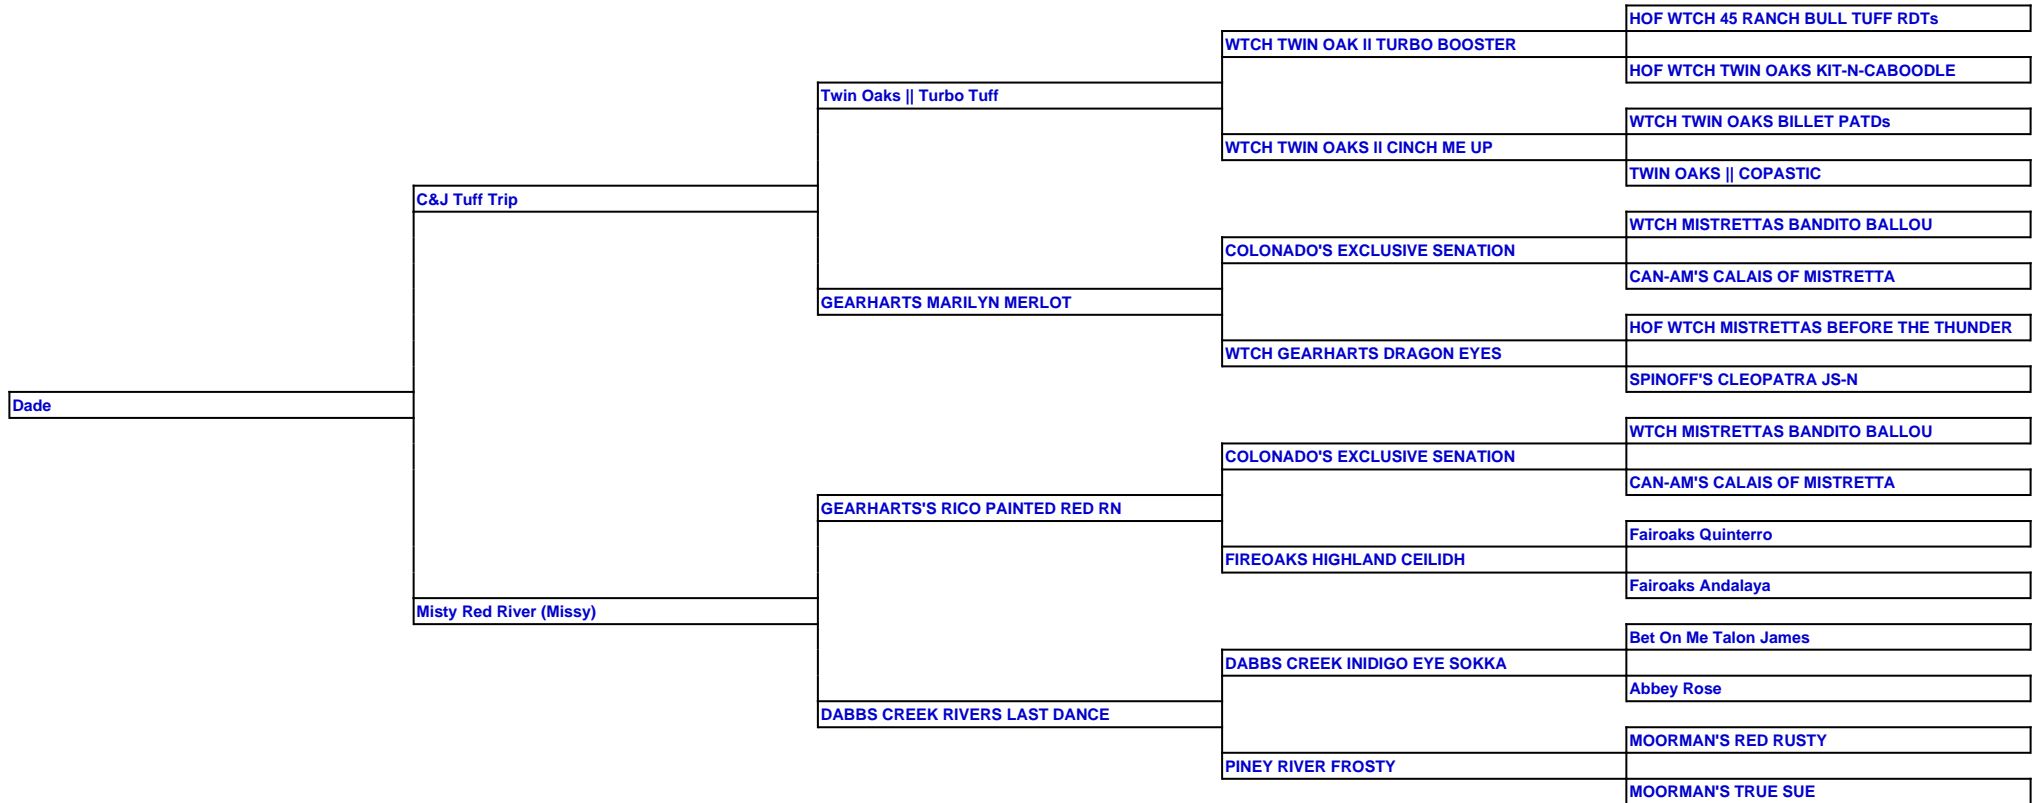 HOF WTCH 45 RANCH BULL TUFF RDTs
WTCH TWIN OAK II TURBO BOOSTER
HOF WTCH TWIN OAKS KIT-N-CABOODLE
Twin Oaks || Turbo Tuff
WTCH TWIN OAKS BILLET PATDs
WTCH TWIN OAKS II CINCH ME UP
TWIN OAKS || COPASTIC
C&J Tuff Trip
WTCH MISTRETTAS BANDITO BALLOU
COLONADO'S EXCLUSIVE SENATION
CAN-AM'S CALAIS OF MISTRETTA
GEARHARTS MARILYN MERLOT
HOF WTCH MISTRETTAS BEFORE THE THUNDER
WTCH GEARHARTS DRAGON EYES
SPINOFF'S CLEOPATRA JS-N
Dade
WTCH MISTRETTAS BANDITO BALLOU
COLONADO'S EXCLUSIVE SENATION
CAN-AM'S CALAIS OF MISTRETTA
GEARHARTS'S RICO PAINTED RED RN
Fairoaks Quinterro
FIREOAKS HIGHLAND CEILIDH
Fairoaks Andalaya
Misty Red River (Missy)
Bet On Me Talon James
DABBS CREEK INIDIGO EYE SOKKA
Abbey Rose
DABBS CREEK RIVERS LAST DANCE
MOORMAN'S RED RUSTY
PINEY RIVER FROSTY
MOORMAN'S TRUE SUE